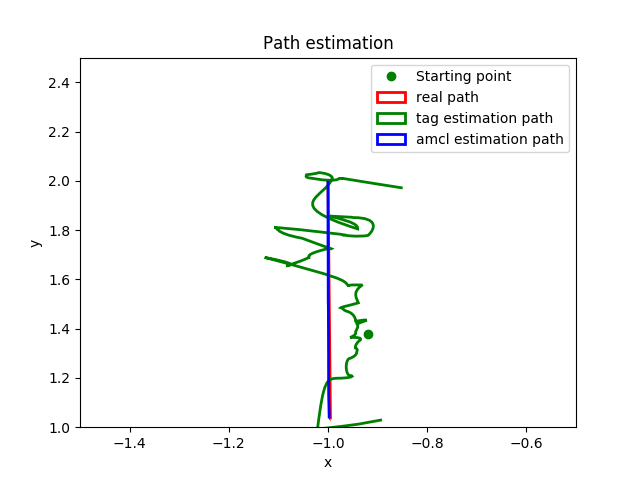 Path estimation
Starting point
real path
tag estimation path
amcl estimation path
2.4
2.2
2.0
1.8
1.6
1.4
1.2
1.0
y
−1.4 −1.2 −1.0 −0.8 −0.6
x